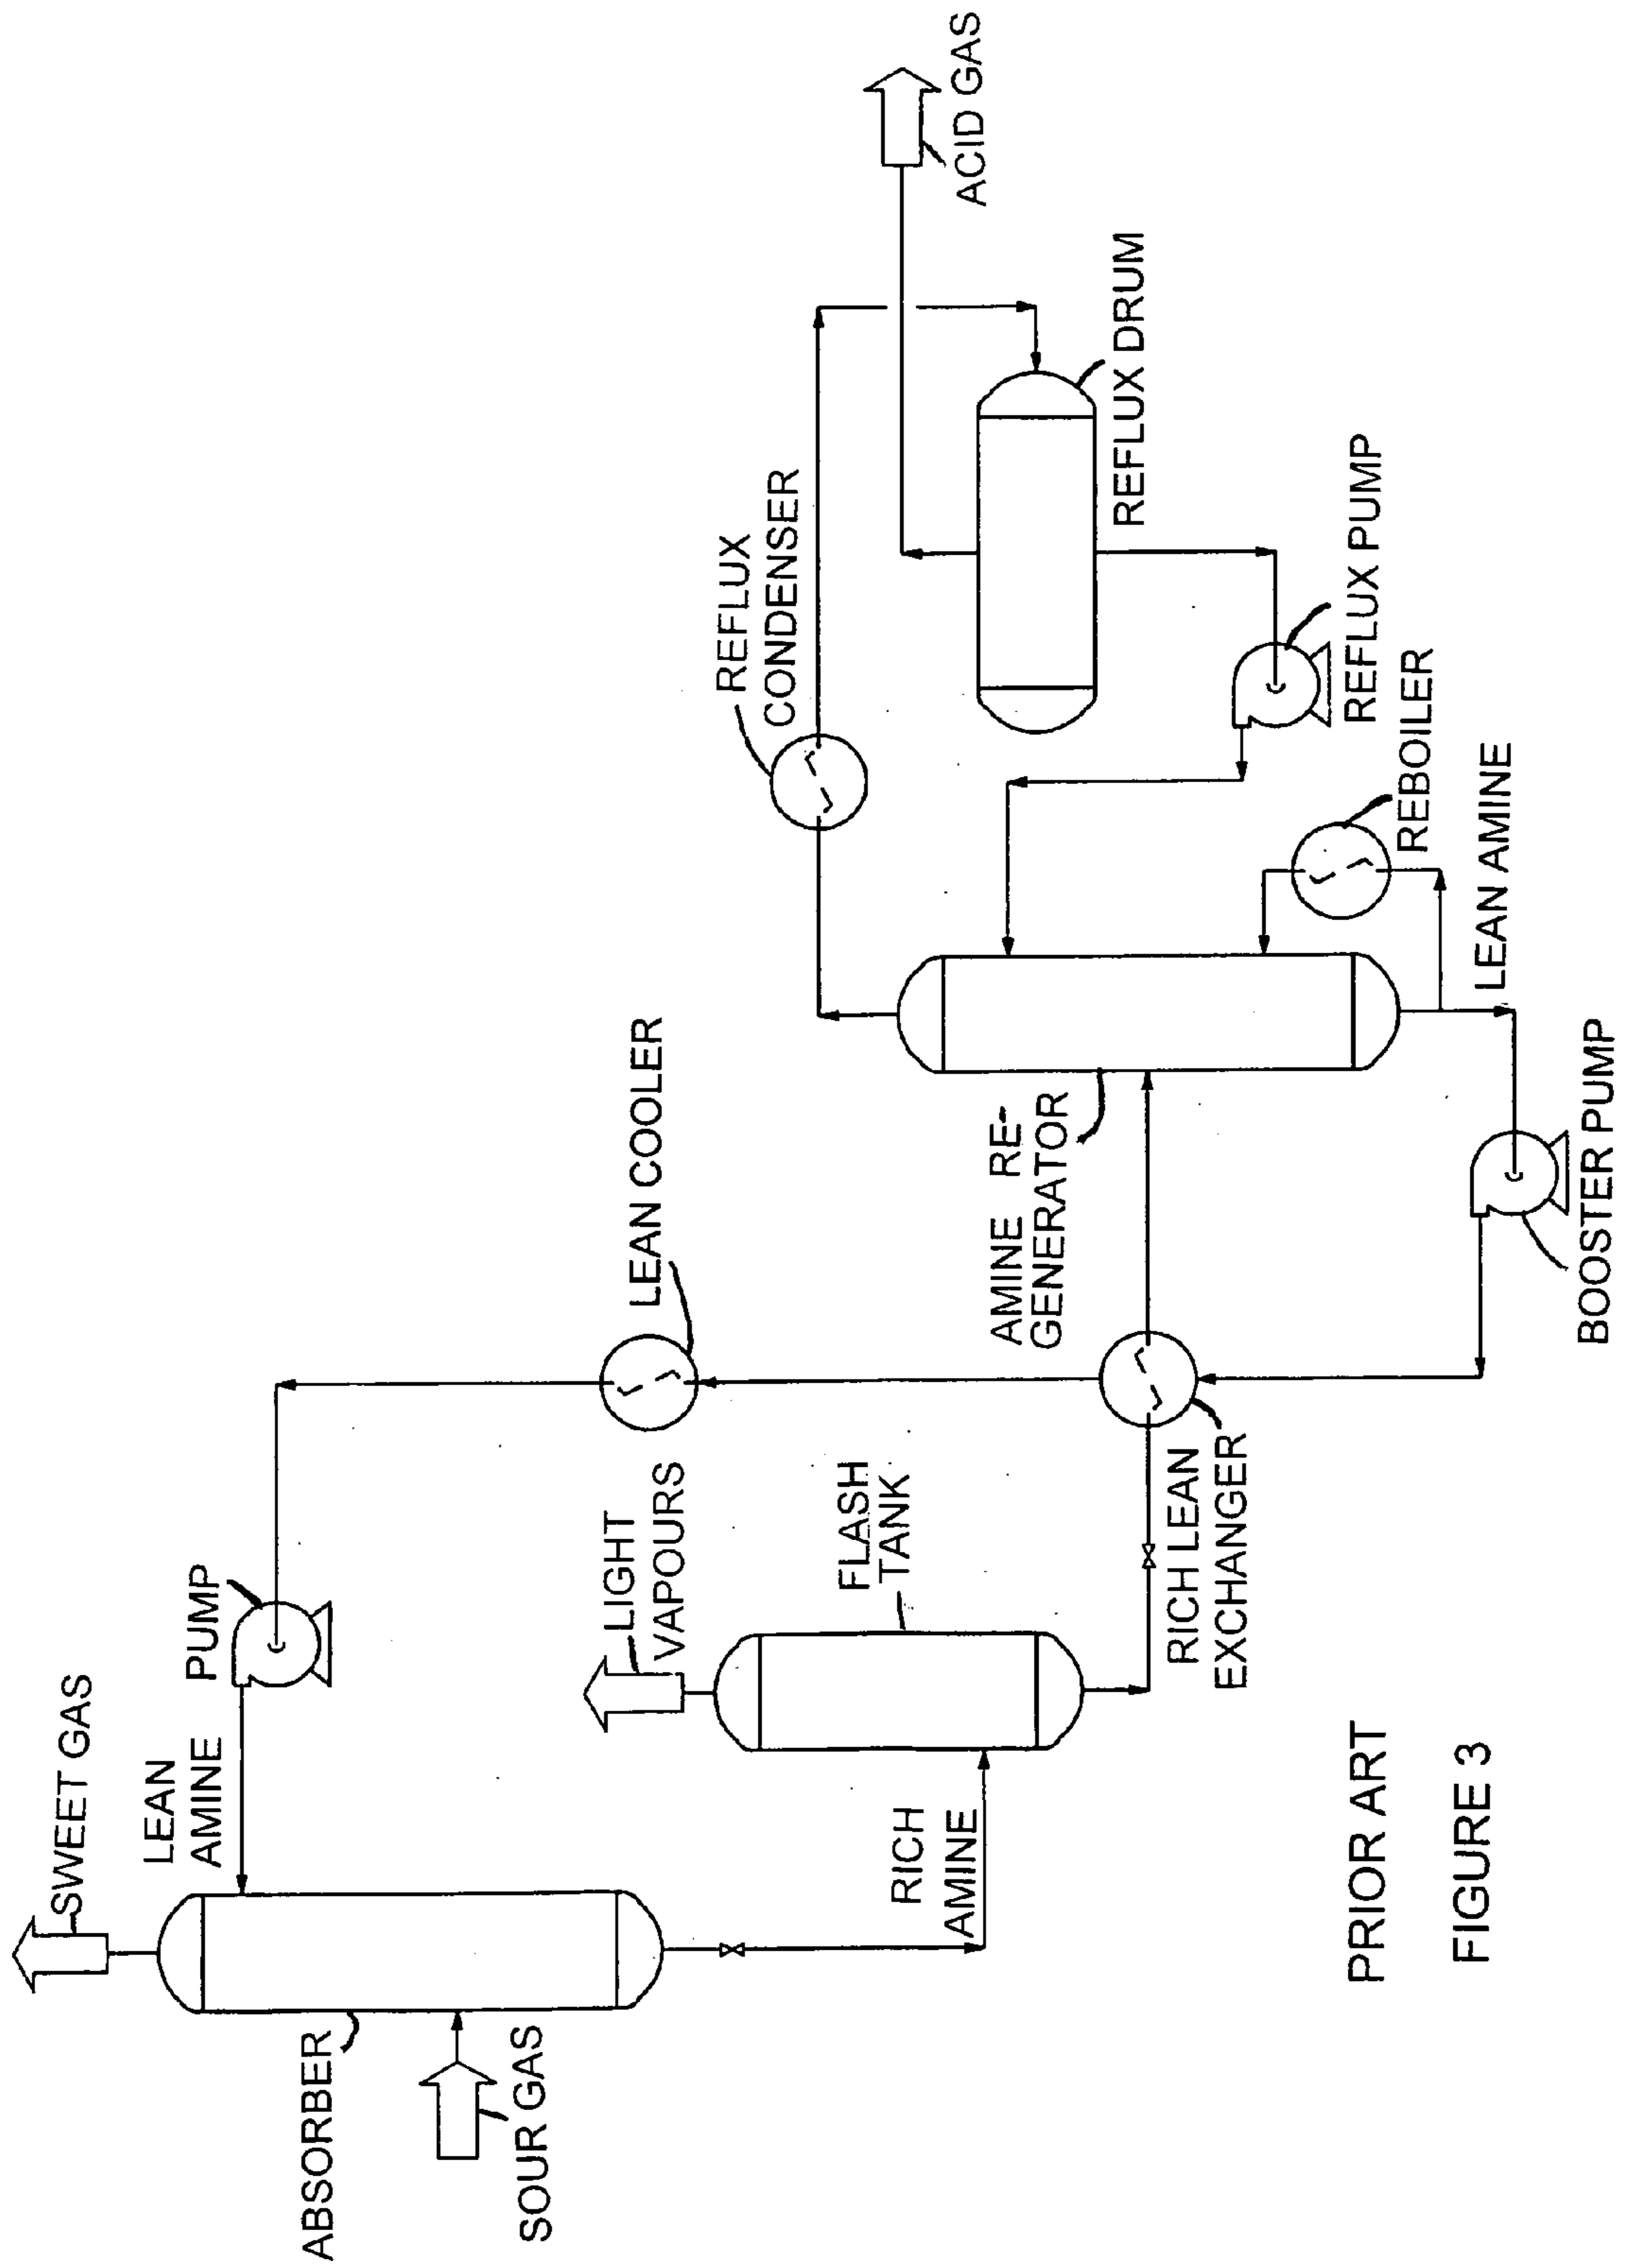 SWEET GAS
LEAN
AMINE
PUMP
ABSORBER
SOUR GAS
RICH
AMINE
LIGHT
VAPOURS
FLASH
TANK
LEAN COOLER
RICH LEAN
EXCHANGER
AMINE RE-
GENERATOR
REFLUX
CONDENSER
ACID GAS
REFLUX DRUM
REFLUX PUMP
REBOILER
LEAN AMINE
BOOSTER PUMP
PRIOR ART
FIGURE 3